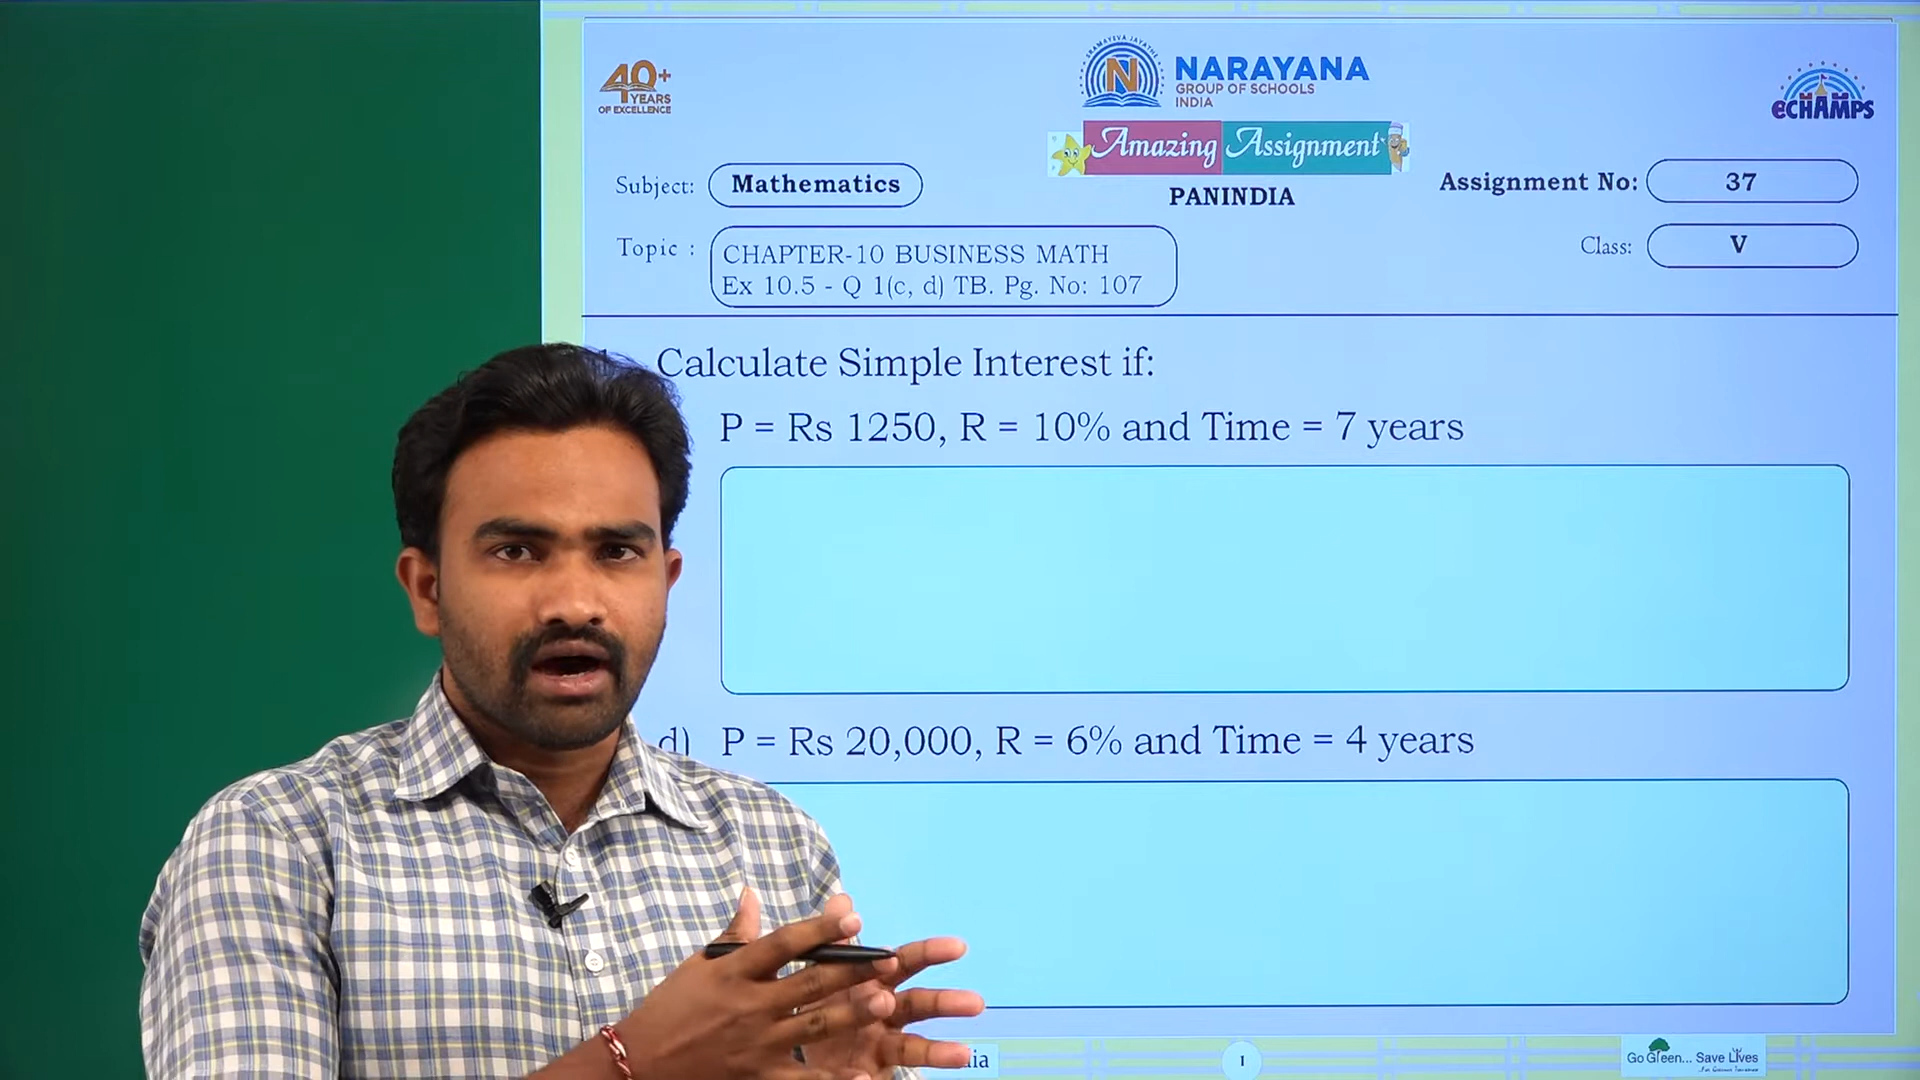 40+
YEARS
OF EXCELLENCE
SRAMAYEVA JAYATHE
N
NARAYANA
GROUP OF SCHOOLS
INDIA
eCHAMPS
Amazing Assignment
PANINDIA
Subject: Mathematics
Assignment No: 37
Topic : CHAPTER-10 BUSINESS MATH
Ex 10.5 - Q 1(c, d) TB. Pg. No: 107
Class: V
Calculate Simple Interest if:
P = Rs 1250, R = 10% and Time = 7 years
d) P = Rs 20,000, R = 6% and Time = 4 years
1
Go Green... Save Lives